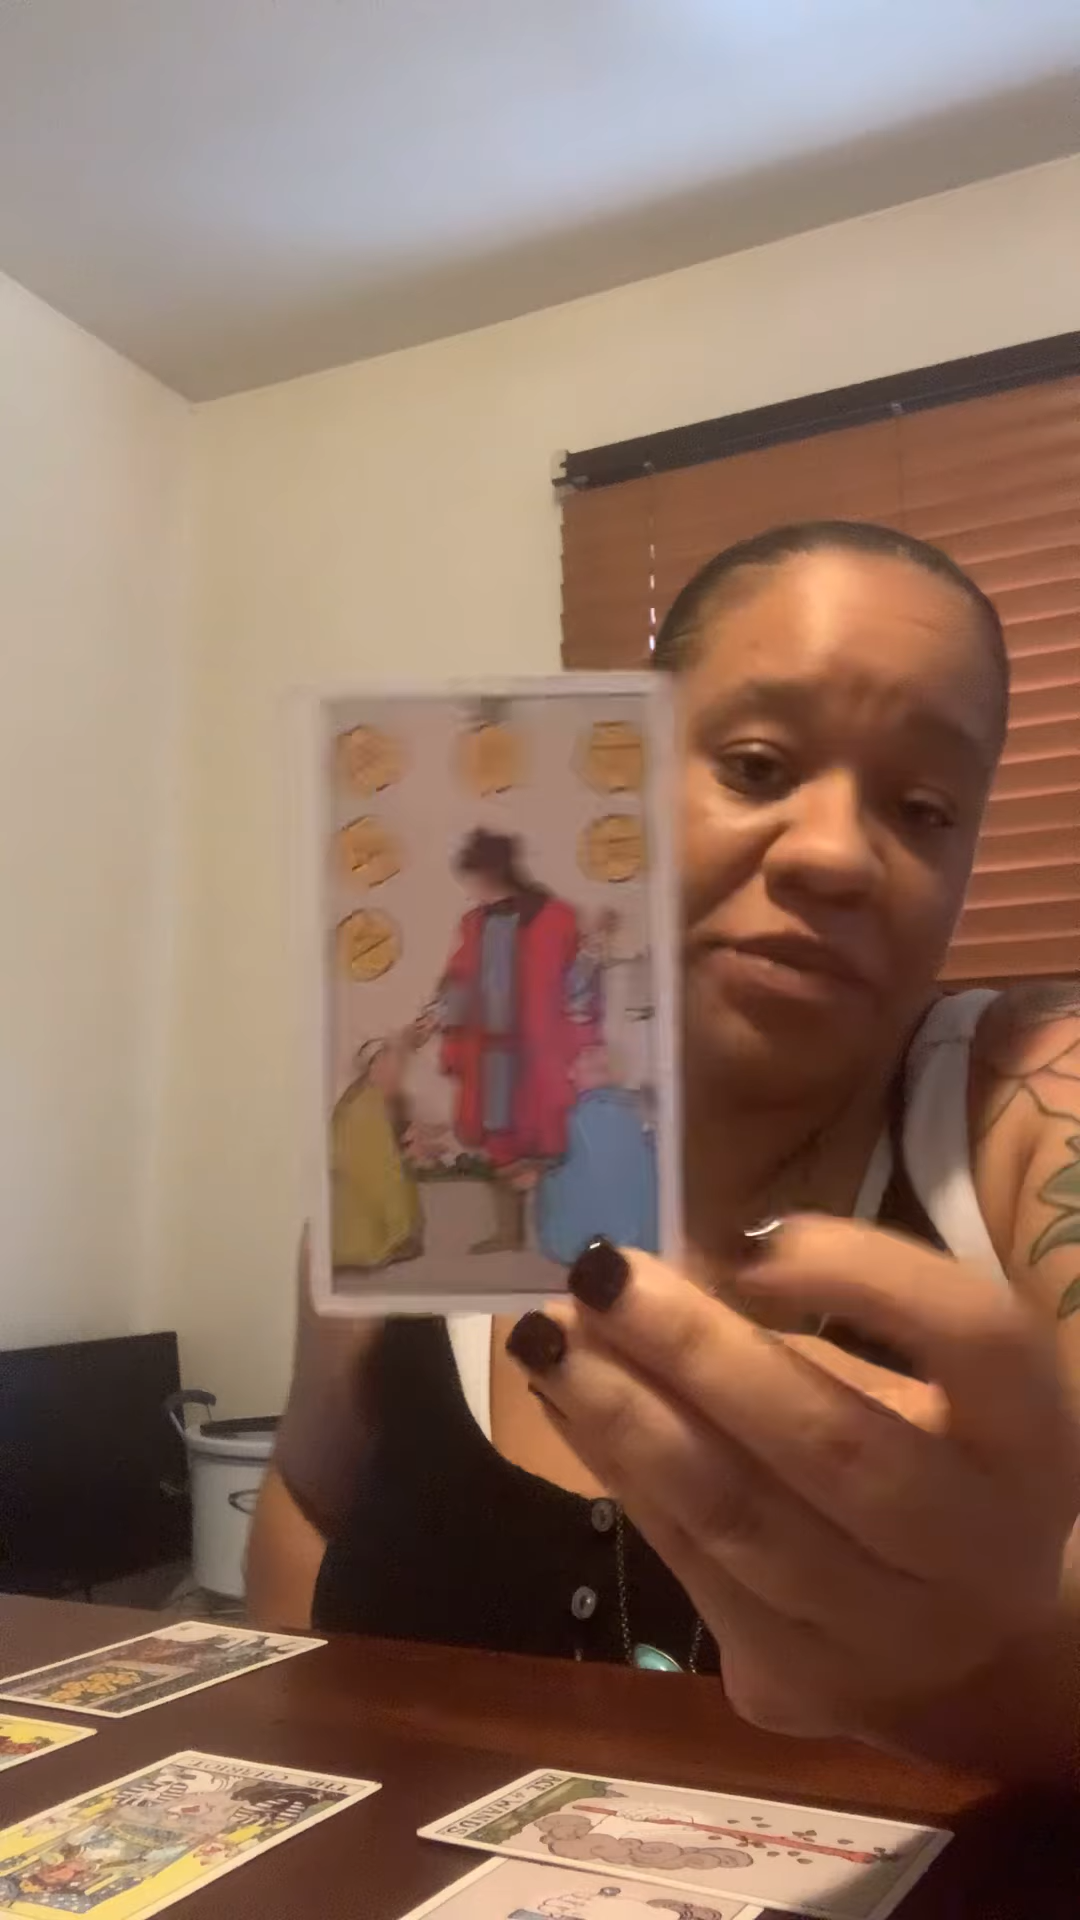 THE CHARIOT.
ACE of WANDS.